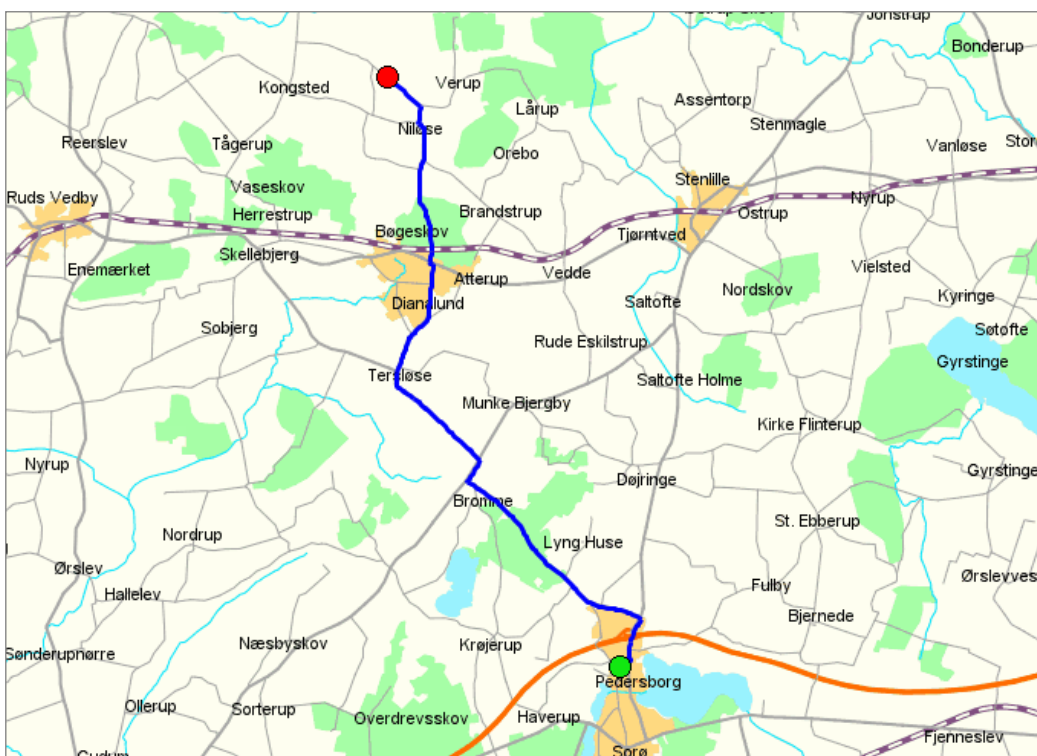 Jonstrup
Bonderup
Verup
Kongsted
Lårup
Assentorp
Stenmagle
Niløse
Reerslev
Tågerup
Orebo
Vanløse
Vaseskov
Stenlille
Ruds Vedby
Nyrup
Herrestrup
Brandstrup
Ostrup
Bøgeskov
Tjørntved
Skellebjerg
Enemærket
Atterup
Vedde
Vielsted
Nordskov
Kyringe
Dianalund
Saltofte
Sobjerg
Søtofte
Rude Eskilstrup
Gyrstinge
Tersløse
Saltofte Holme
Munke Bjergby
Kirke Flinterup
Nyrup
Gyrstinge
Døjringe
Bromme
St. Ebberup
Nordrup
Lyng Huse
Ørslev
Ørslevves
Fulby
Hallelev
Bjernede
Næsbyskov
Krøjerup
Sønderupnørre
Pedersborg
Ollerup
Sorterup
Overdrevsskov
Haverup
Fjenneslev
Sorø
Gudum